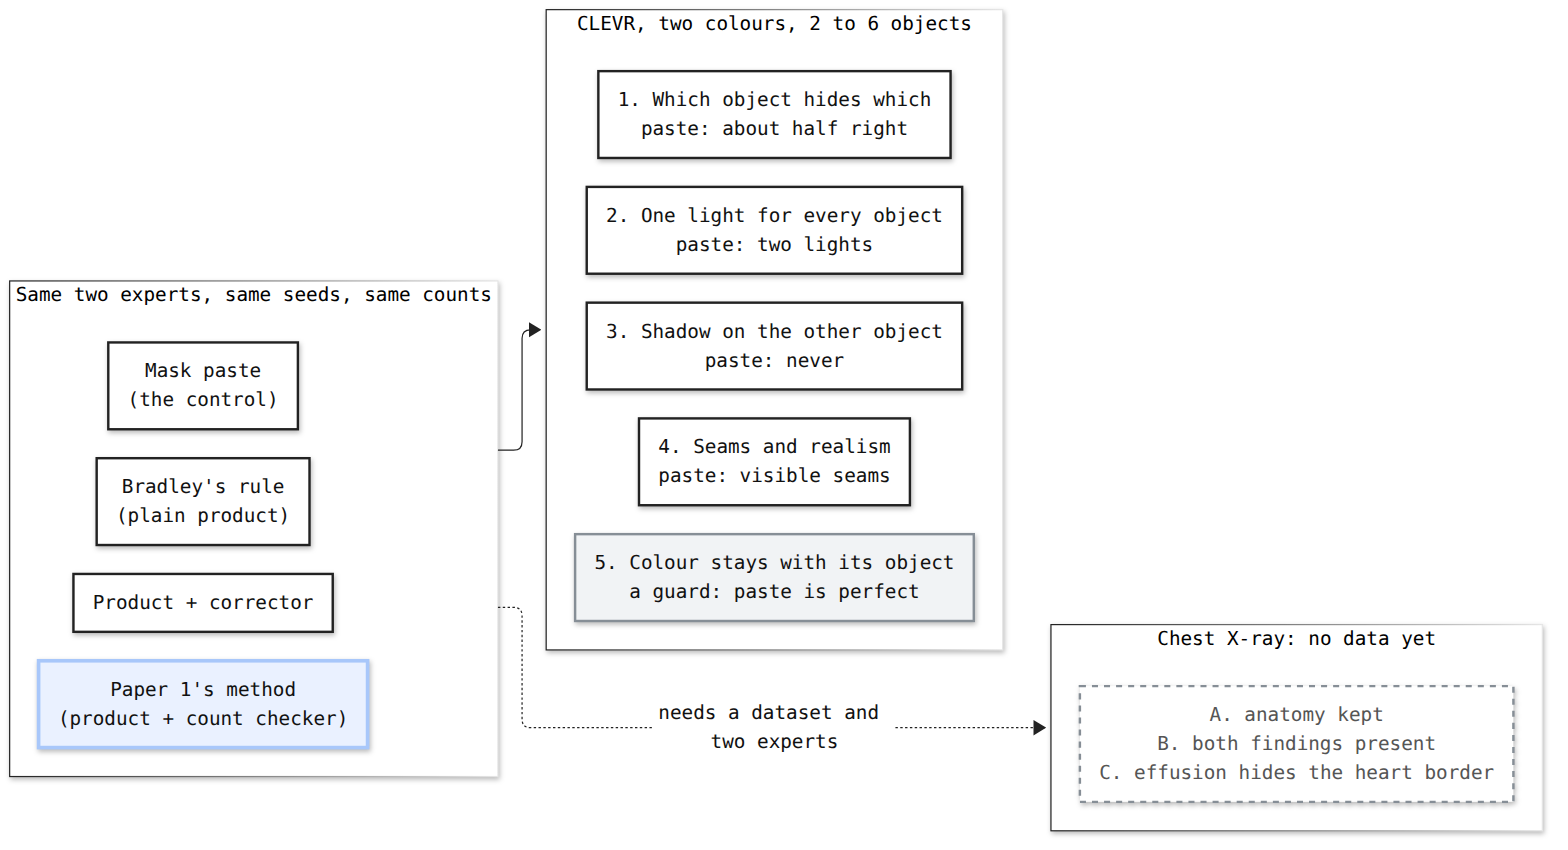 CLEVR, two colours, 2 to 6 objects
1. Which object hides which
paste: about half right
2. One light for every object
paste: two lights
3. Shadow on the other object
paste: never
4. Seams and realism
paste: visible seams
5. Colour stays with its object
a guard: paste is perfect
Same two experts, same seeds, same counts
Mask paste
(the control)
Bradley's rule
(plain product)
Product + corrector
Paper 1's method
(product + count checker)
needs a dataset and
two experts
Chest X-ray: no data yet
A. anatomy kept
B. both findings present
C. effusion hides the heart border